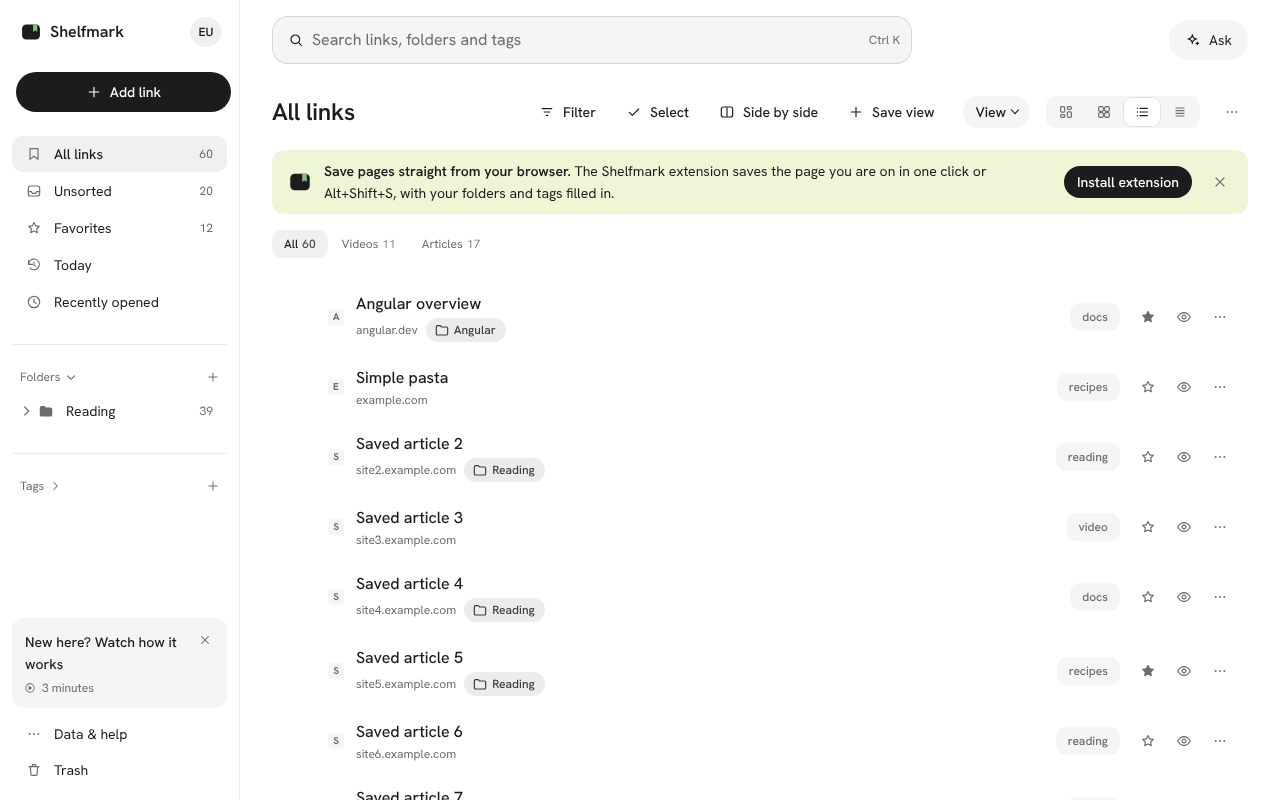 Shelfmark
EU
Add link
All links 60
Unsorted 20
Favorites 12
Today
Recently opened
Folders
Reading 39
Tags
New here? Watch how it
works
3 minutes
Data & help
Trash
Search links, folders and tags Ctrl K
Ask
All links
Filter
Select
Side by side
Save view
View
Save pages straight from your browser. The Shelfmark extension saves the page you are on in one click or
Alt+Shift+S, with your folders and tags filled in.
Install extension
All 60
Videos 11
Articles 17
A
Angular overview
angular.dev Angular
docs
E
Simple pasta
example.com
recipes
S
Saved article 2
site2.example.com Reading
reading
S
Saved article 3
site3.example.com
video
S
Saved article 4
site4.example.com Reading
docs
S
Saved article 5
site5.example.com Reading
recipes
S
Saved article 6
site6.example.com
reading
Saved article 7